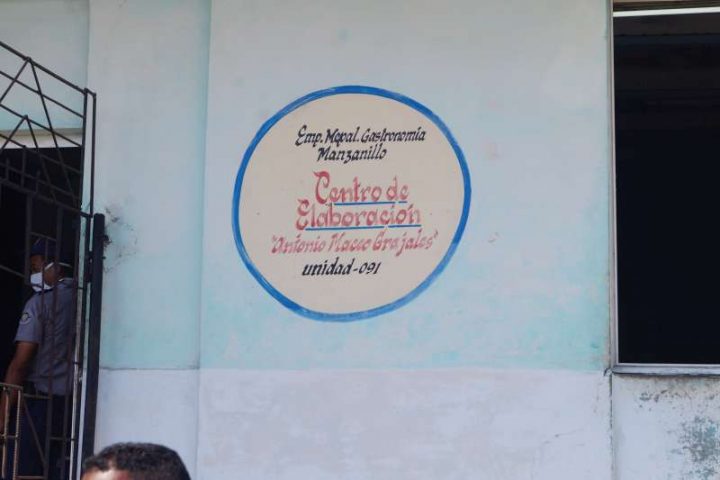 Emp. Mcpal. Gastronomía
Manzanillo
Centro de
Elaboración
"Antonio Maceo Grajales"
unidad-091